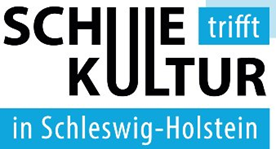 SCHULE trifft
KULTUR
in Schleswig-Holstein